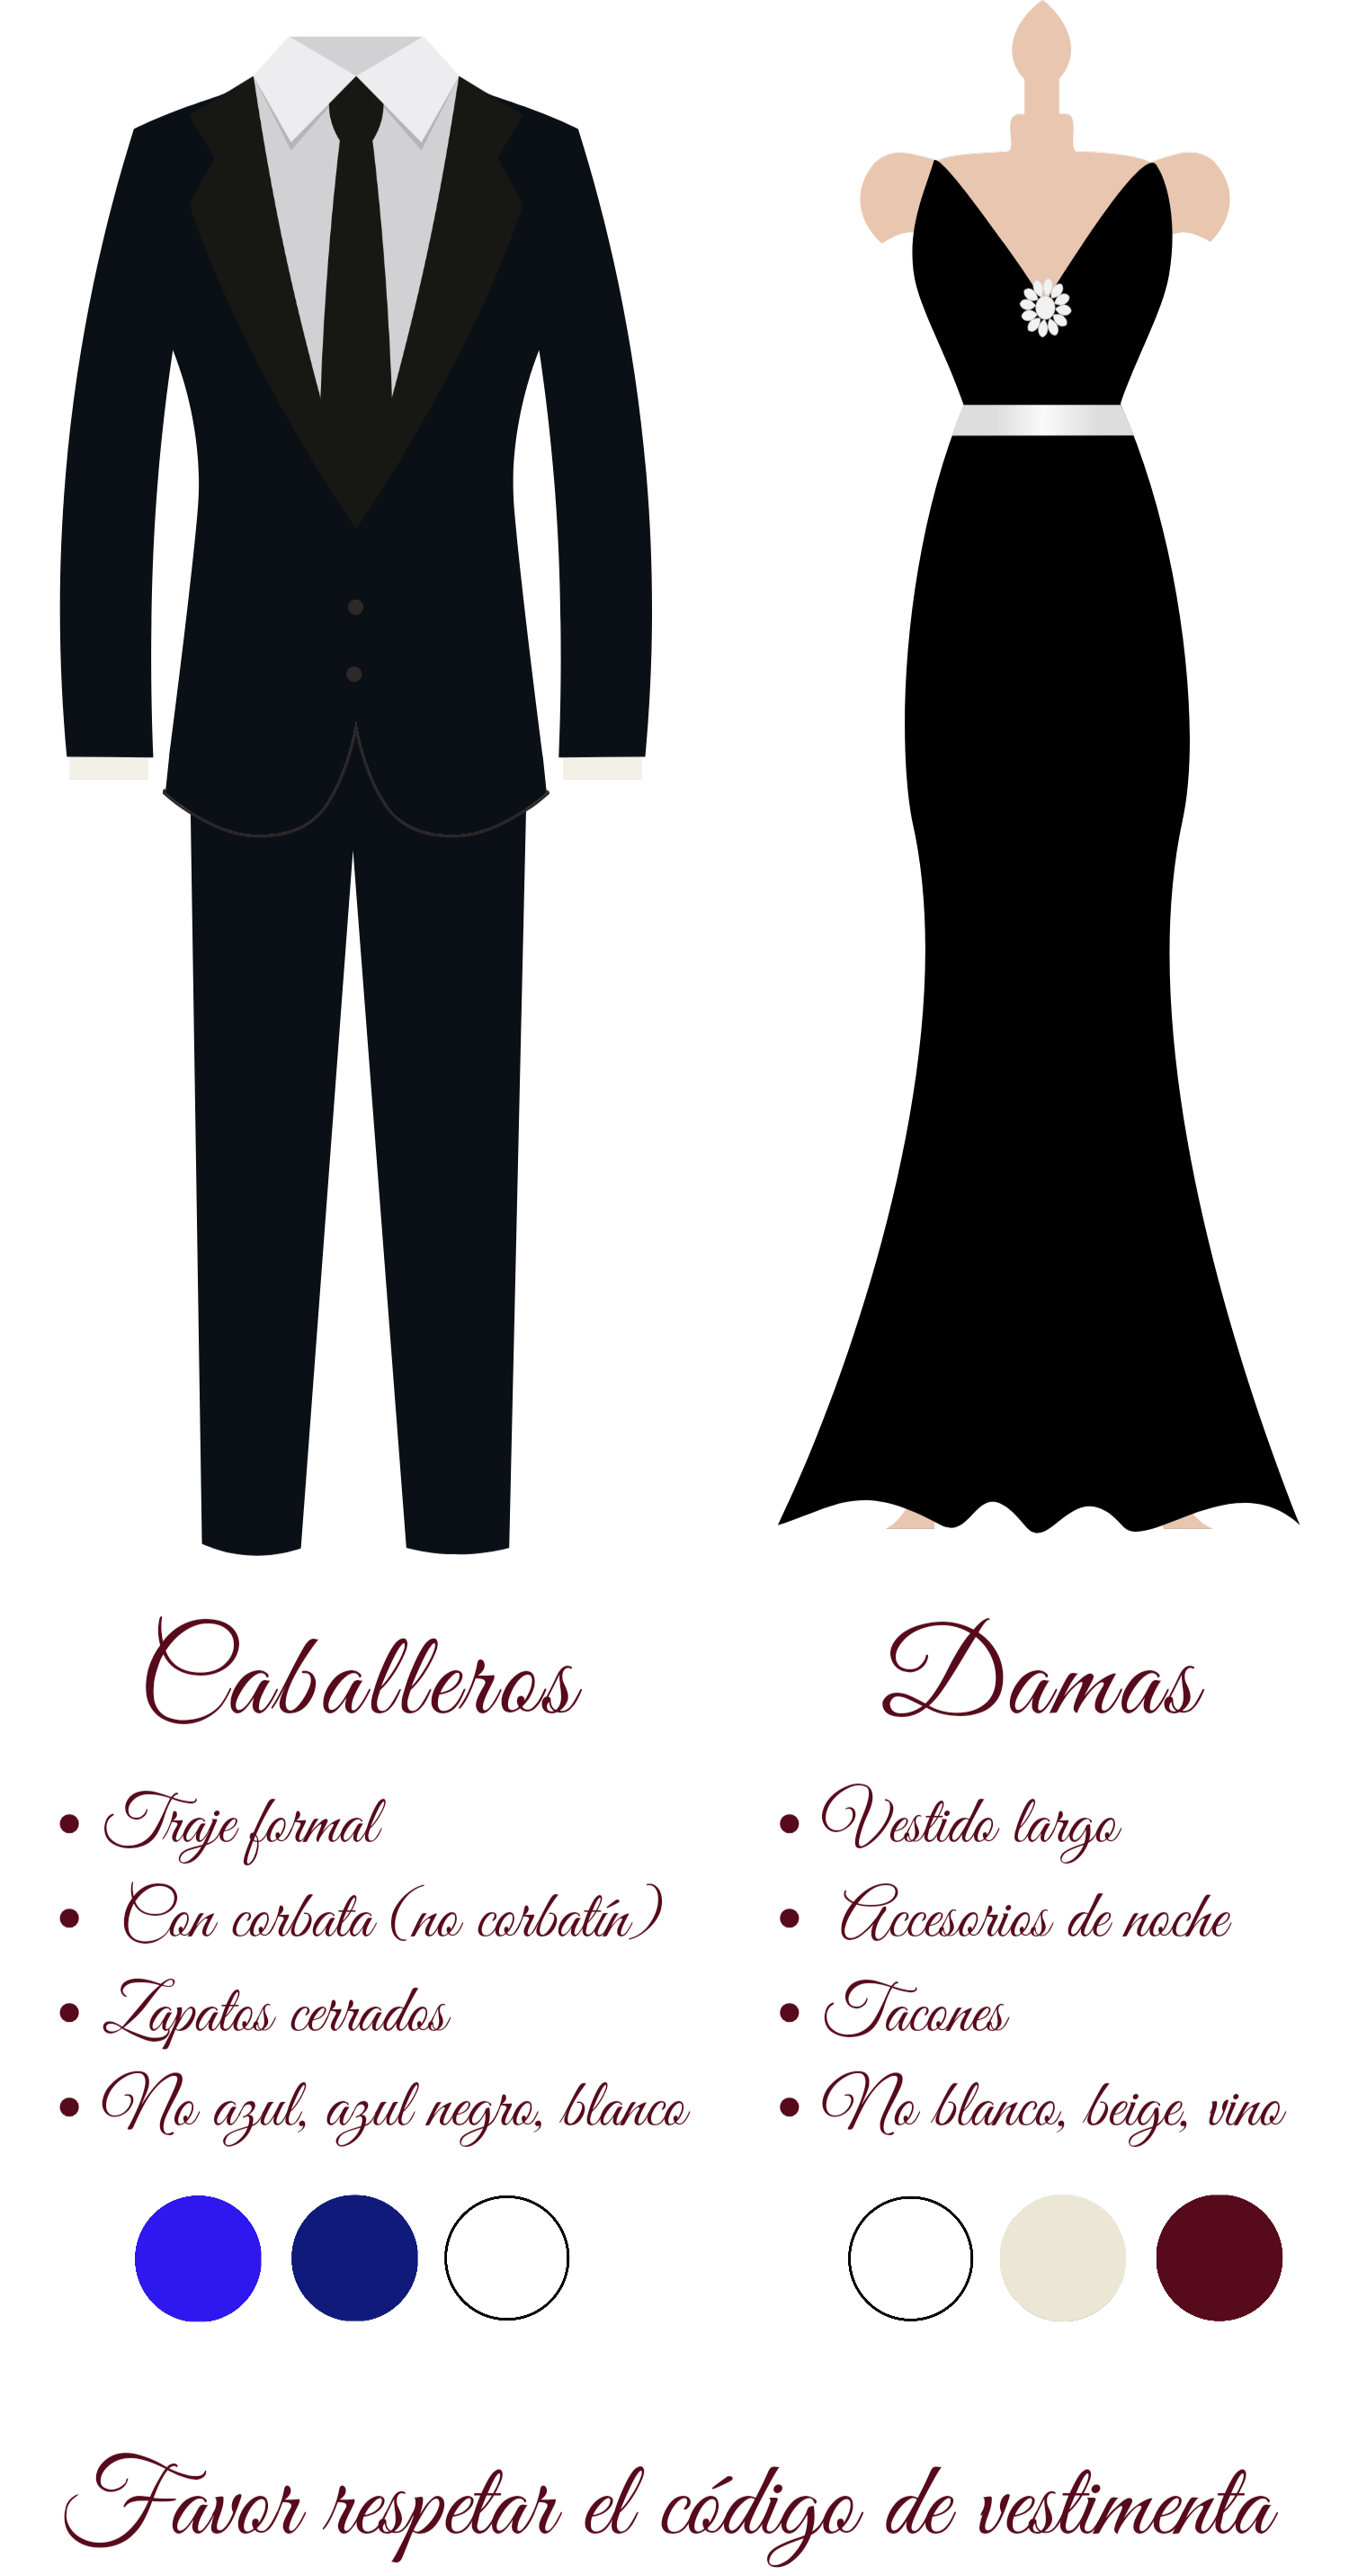 Caballeros
• Traje formal
• Con corbata (no corbatín)
• Zapatos cerrados
• No azul, azul negro, blanco
Damas
• Vestido largo
• Accesorios de noche
• Tacones
• No blanco, beige, vino
Favor respetar el código de vestimenta